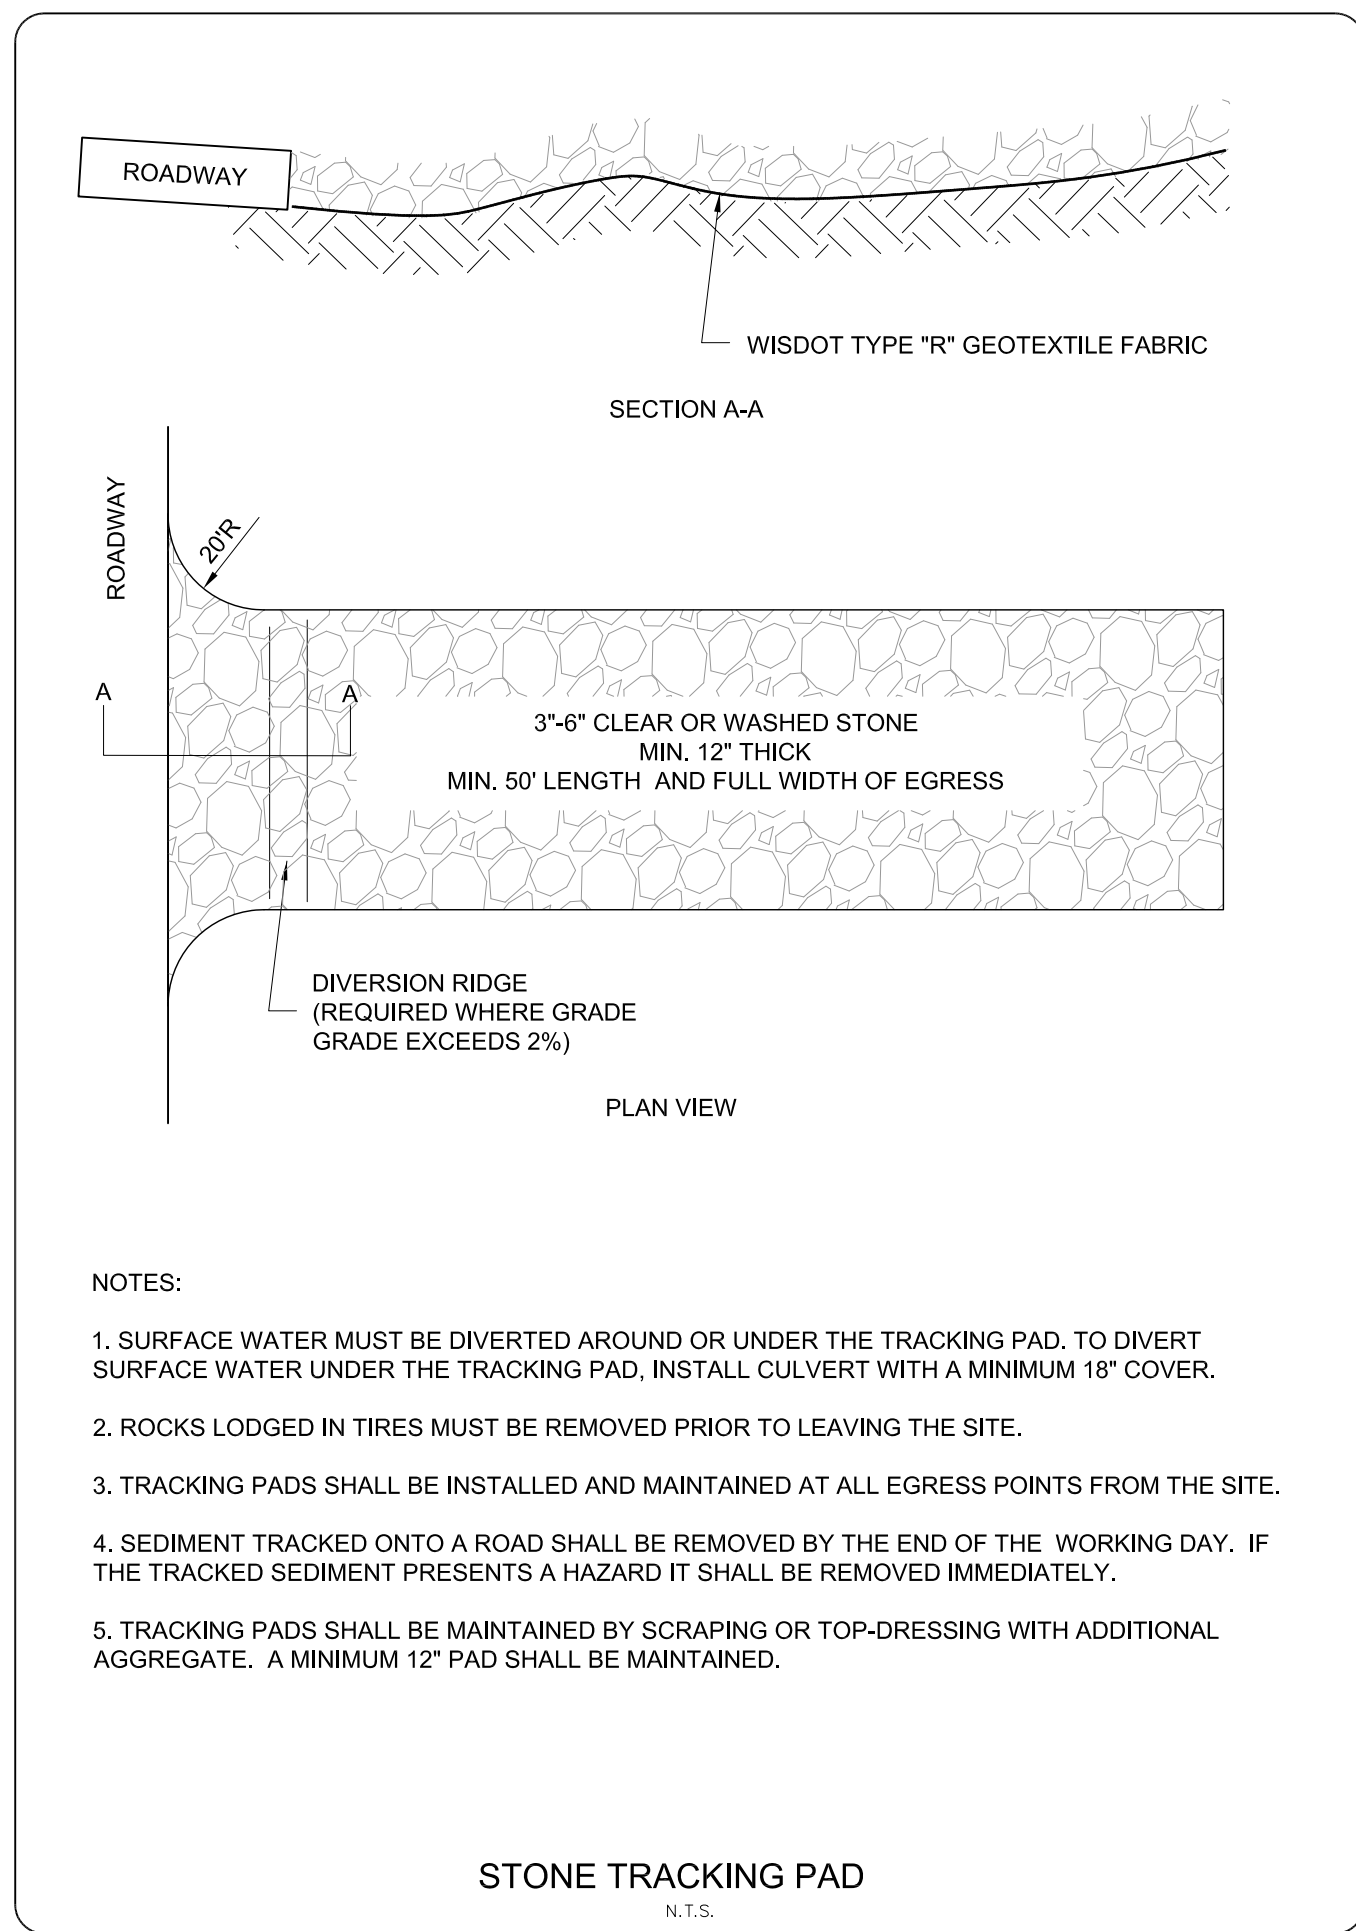 ROADWAY
WISDOT TYPE "R" GEOTEXTILE FABRIC
SECTION A-A
ROADWAY
20'R
A
A
3"-6" CLEAR OR WASHED STONE
MIN. 12" THICK
MIN. 50' LENGTH AND FULL WIDTH OF EGRESS
DIVERSION RIDGE
(REQUIRED WHERE GRADE
GRADE EXCEEDS 2%)
PLAN VIEW
NOTES:
1. SURFACE WATER MUST BE DIVERTED AROUND OR UNDER THE TRACKING PAD. TO DIVERT
SURFACE WATER UNDER THE TRACKING PAD, INSTALL CULVERT WITH A MINIMUM 18" COVER.
2. ROCKS LODGED IN TIRES MUST BE REMOVED PRIOR TO LEAVING THE SITE.
3. TRACKING PADS SHALL BE INSTALLED AND MAINTAINED AT ALL EGRESS POINTS FROM THE SITE.
4. SEDIMENT TRACKED ONTO A ROAD SHALL BE REMOVED BY THE END OF THE WORKING DAY. IF
THE TRACKED SEDIMENT PRESENTS A HAZARD IT SHALL BE REMOVED IMMEDIATELY.
5. TRACKING PADS SHALL BE MAINTAINED BY SCRAPING OR TOP-DRESSING WITH ADDITIONAL
AGGREGATE. A MINIMUM 12" PAD SHALL BE MAINTAINED.
STONE TRACKING PAD
N.T.S.